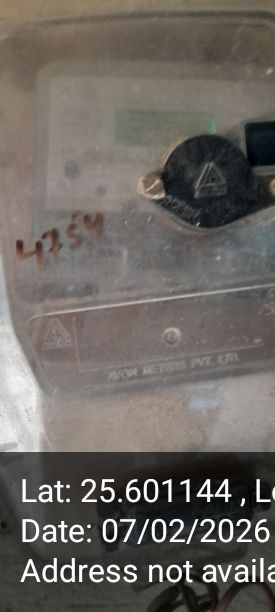 4754
AVON METERS PVT. LTD.
Lat: 25.601144 , Lo
Date: 07/02/2026
Address not availa